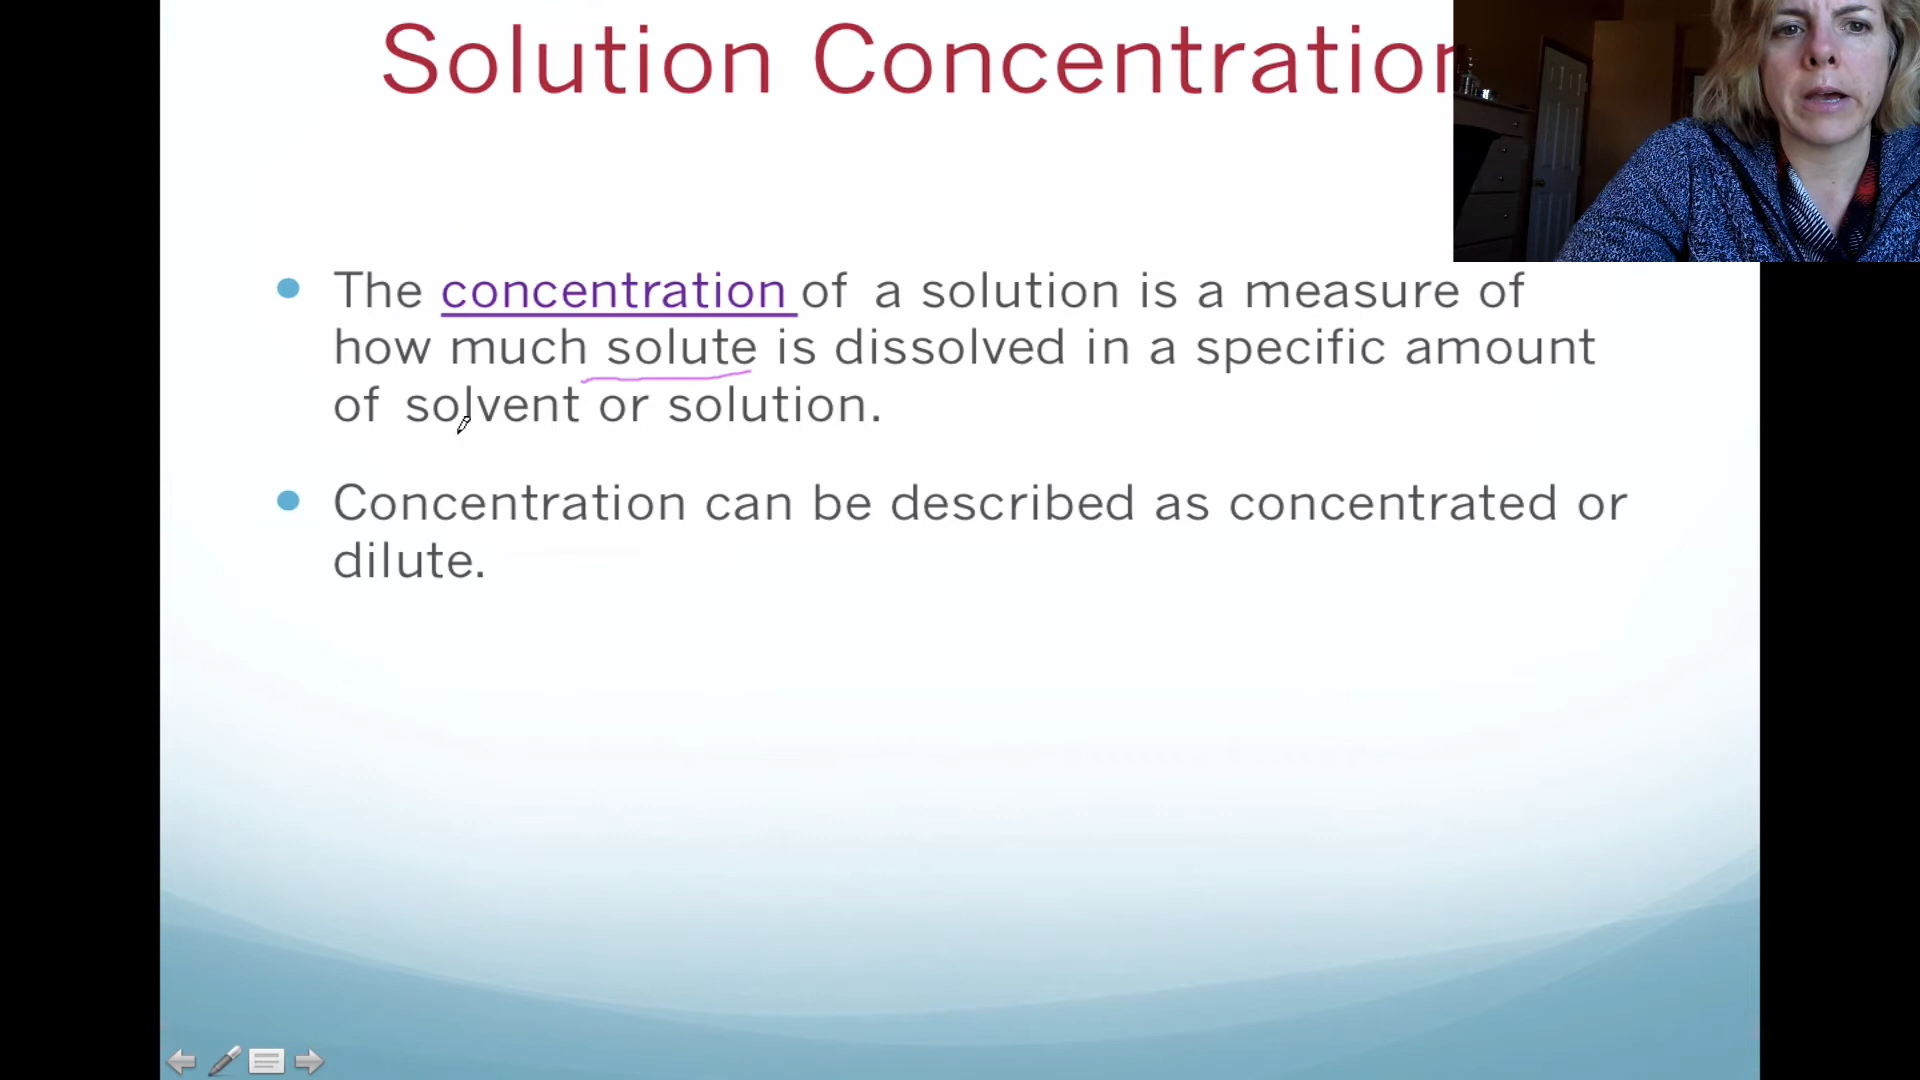 Solution Concentration
The concentration of a solution is a measure of
how much solute is dissolved in a specific amount
of solvent or solution.
Concentration can be described as concentrated or
dilute.